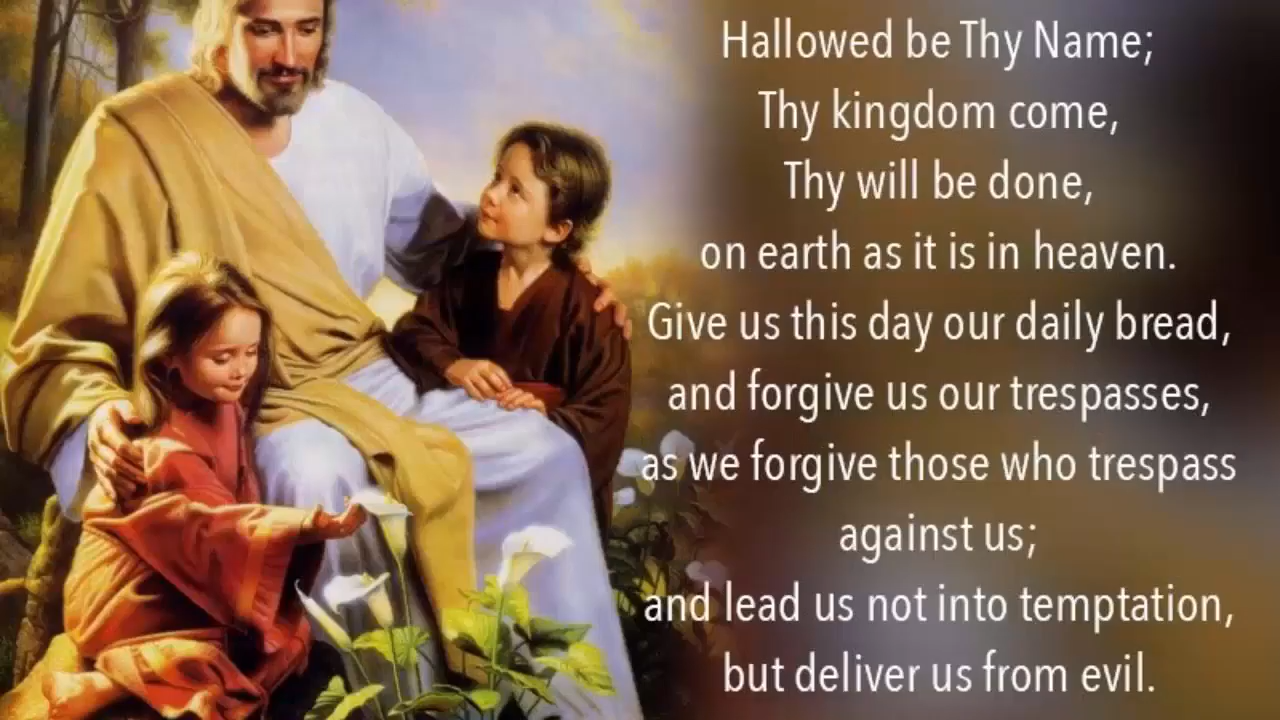 Hallowed be Thy Name;
Thy kingdom come,
Thy will be done,
on earth as it is in heaven.
Give us this day our daily bread,
and forgive us our trespasses,
as we forgive those who trespass
against us;
and lead us not into temptation,
but deliver us from evil.